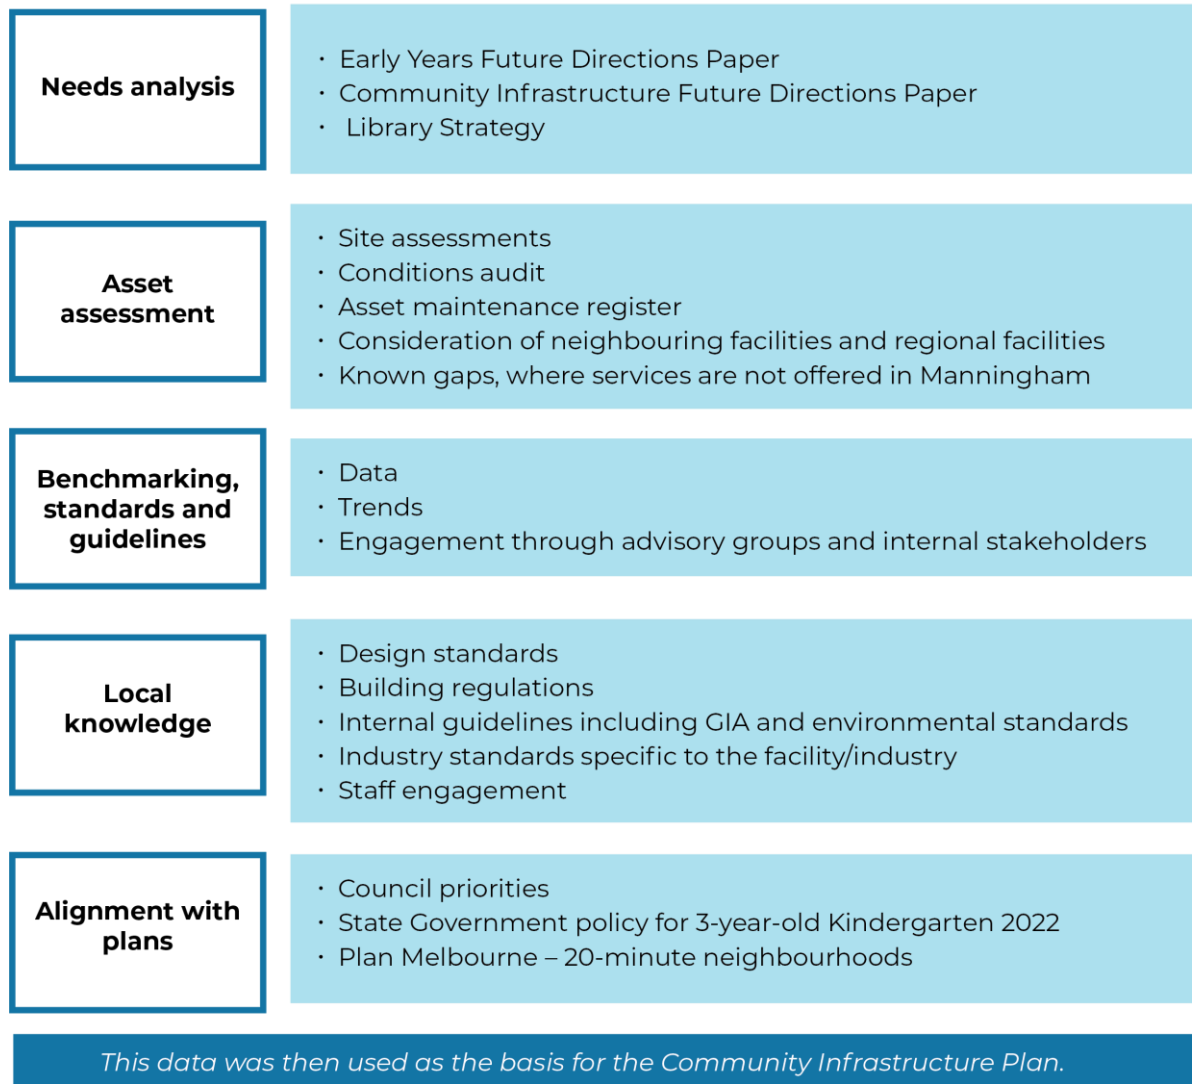 Needs analysis
· Early Years Future Directions Paper
· Community Infrastructure Future Directions Paper
· Library Strategy
Asset
assessment
· Site assessments
· Conditions audit
· Asset maintenance register
· Consideration of neighbouring facilities and regional facilities
· Known gaps, where services are not offered in Manningham
Benchmarking,
standards and
guidelines
· Data
· Trends
· Engagement through advisory groups and internal stakeholders
Local
knowledge
· Design standards
· Building regulations
· Internal guidelines including GIA and environmental standards
· Industry standards specific to the facility/industry
· Staff engagement
Alignment with
plans
· Council priorities
· State Government policy for 3-year-old Kindergarten 2022
· Plan Melbourne – 20-minute neighbourhoods
This data was then used as the basis for the Community Infrastructure Plan.